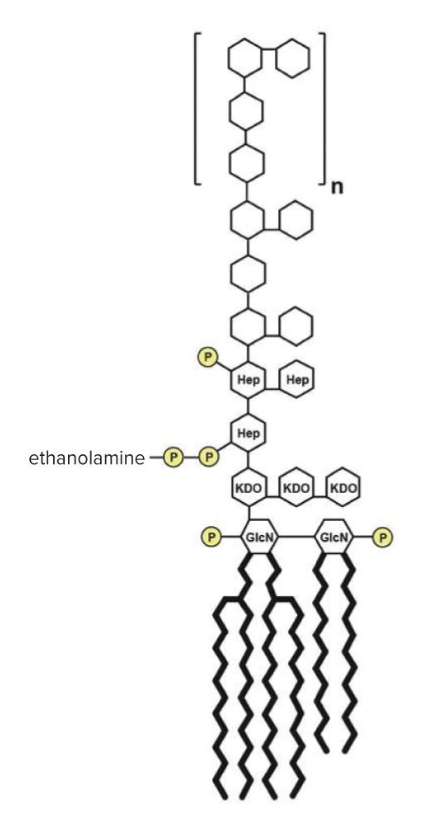 n
P
Hep Hep
Hep
ethanolamine P P
KDO KDO KDO
P GlcN GlcN P